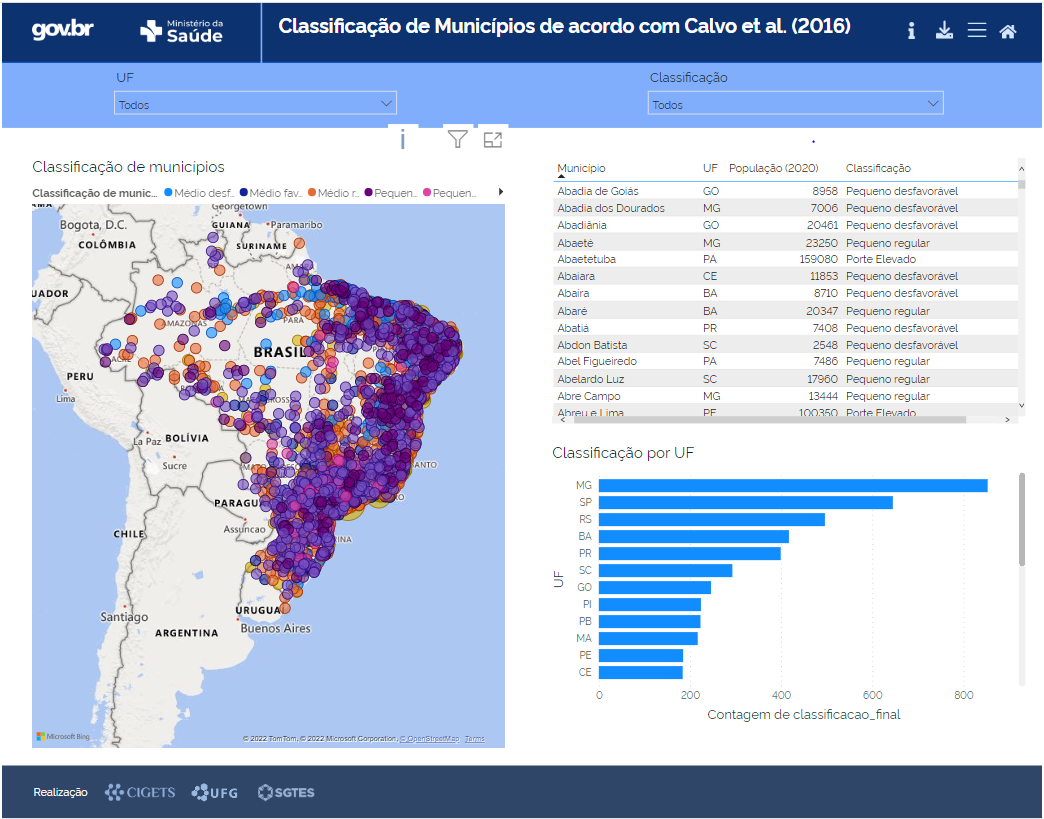 gov.br
Ministério da
Saúde
Classificação de Municípios de acordo com Calvo et al. (2016)
UF
Todos
Classificação
Todos
Classificação de municípios
Classificação de munic... Médio desf... Médio fav... Médio r... Pequen... Pequen...
Georgetown
Bogota, D.C.
Paramaribo
GUIANA
COLÔMBIA
SURINAME
UADOR
AMAZONAS
PARÁ
BRASIL
ACRE
PERU
Lima
La Paz
BOLÍVIA
Sucre
PARAGU
Assuncao
CHILE
Santiago
URUGUAI
ARGENTINA
Buenos Aires
Microsoft Bing
© 2022 TomTom, © 2022 Microsoft Corporation, © OpenStreetMap Terms
Município UF População (2020) Classificação
Abadia de Goiás GO 8958 Pequeno desfavorável
Abadia dos Dourados MG 7006 Pequeno desfavorável
Abadiânia GO 20461 Pequeno desfavorável
Abaeté MG 23250 Pequeno regular
Abaetetuba PA 159080 Porte Elevado
Abaiara CE 11853 Pequeno desfavorável
Abaíra BA 8710 Pequeno desfavorável
Abaré BA 20347 Pequeno regular
Abatiá PR 7408 Pequeno desfavorável
Abdon Batista SC 2548 Pequeno desfavorável
Abel Figueiredo PA 7486 Pequeno regular
Abelardo Luz SC 17960 Pequeno regular
Abre Campo MG 13444 Pequeno regular
Abreu e Lima PE 100350 Porte Elevado
Classificação por UF
UF
MG
SP
RS
BA
PR
SC
GO
PI
PB
MA
PE
CE
0 200 400 600 800
Contagem de classificacao_final
Realização CIGETS UFG SGTES